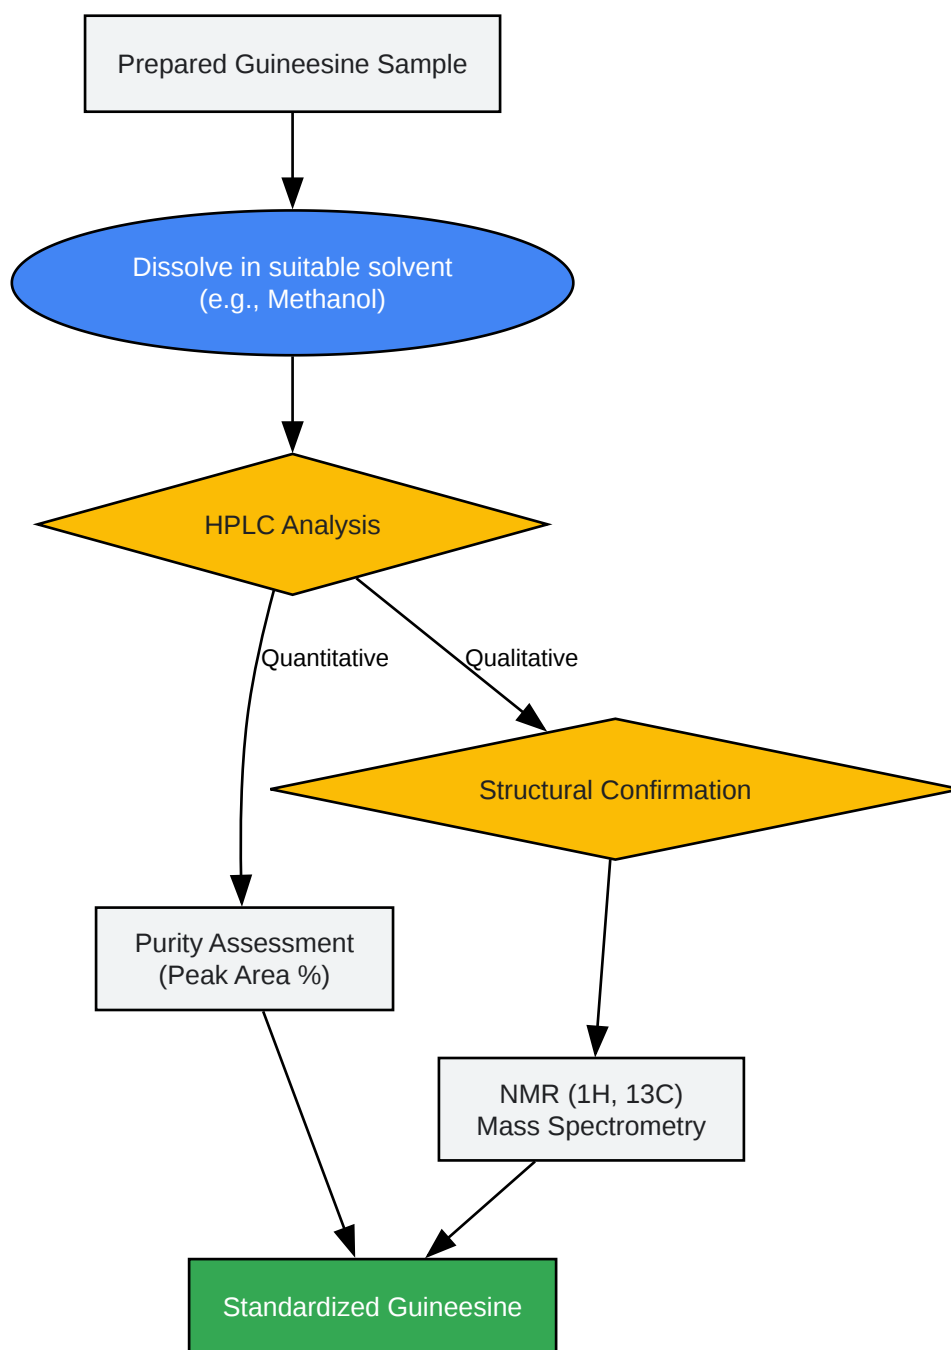 Prepared Guineesine Sample
Dissolve in suitable solvent
(e.g., Methanol)
HPLC Analysis
Quantitative
Qualitative
Structural Confirmation
Purity Assessment
(Peak Area %)
NMR (1H, 13C)
Mass Spectrometry
Standardized Guineesine